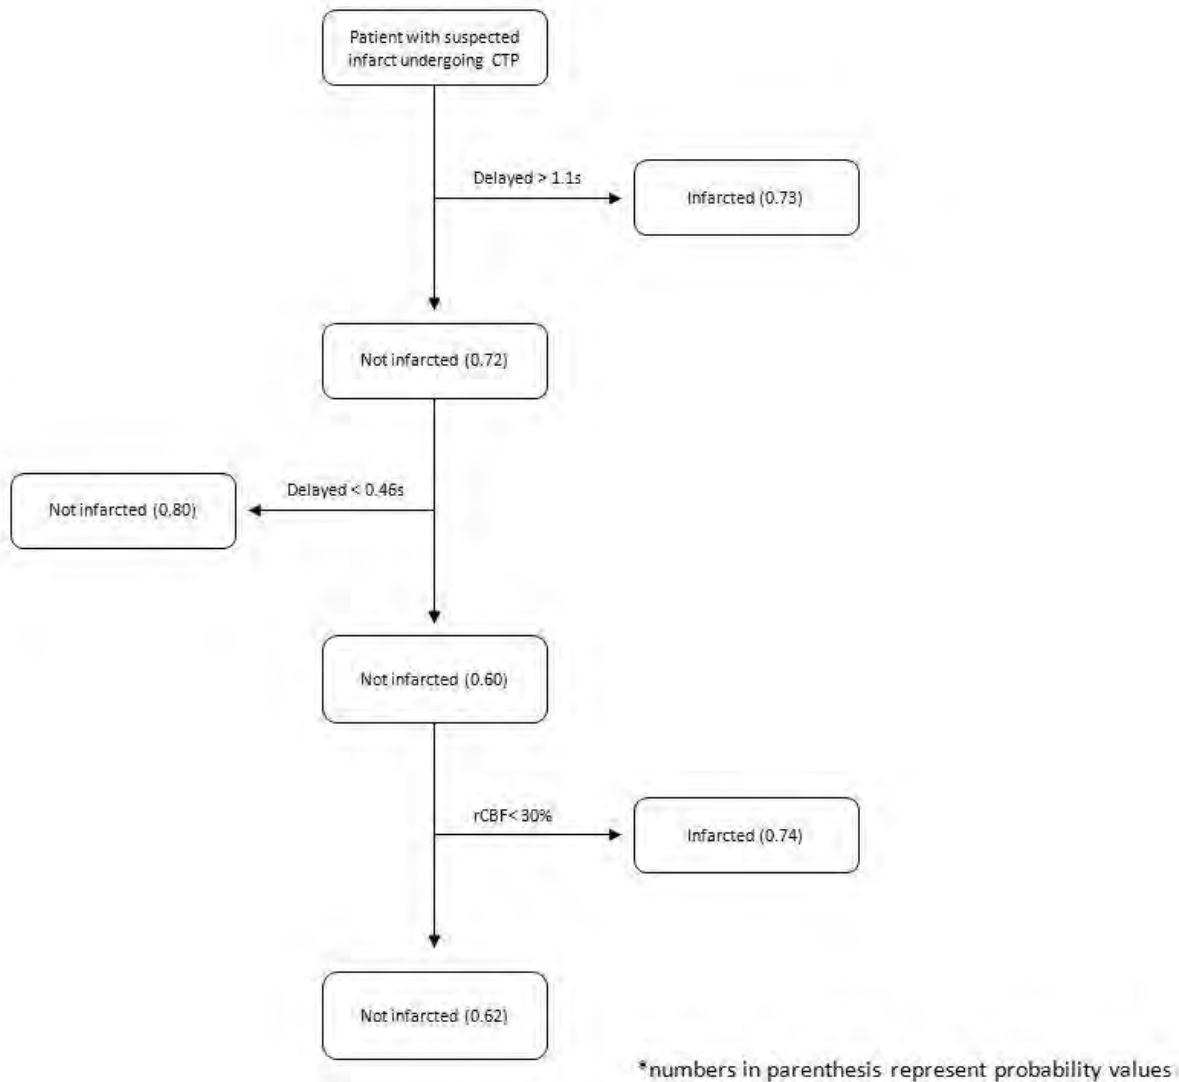 Patient with suspected
infarct undergoing CTP
Delayed > 1.1s
Infarcted (0.73)
Not infarcted (0.72)
Delayed < 0.46s
Not infarcted (0.80)
Not infarcted (0.60)
rCBF< 30%
Infarcted (0.74)
Not infarcted (0.62)
*numbers in parenthesis represent probability values